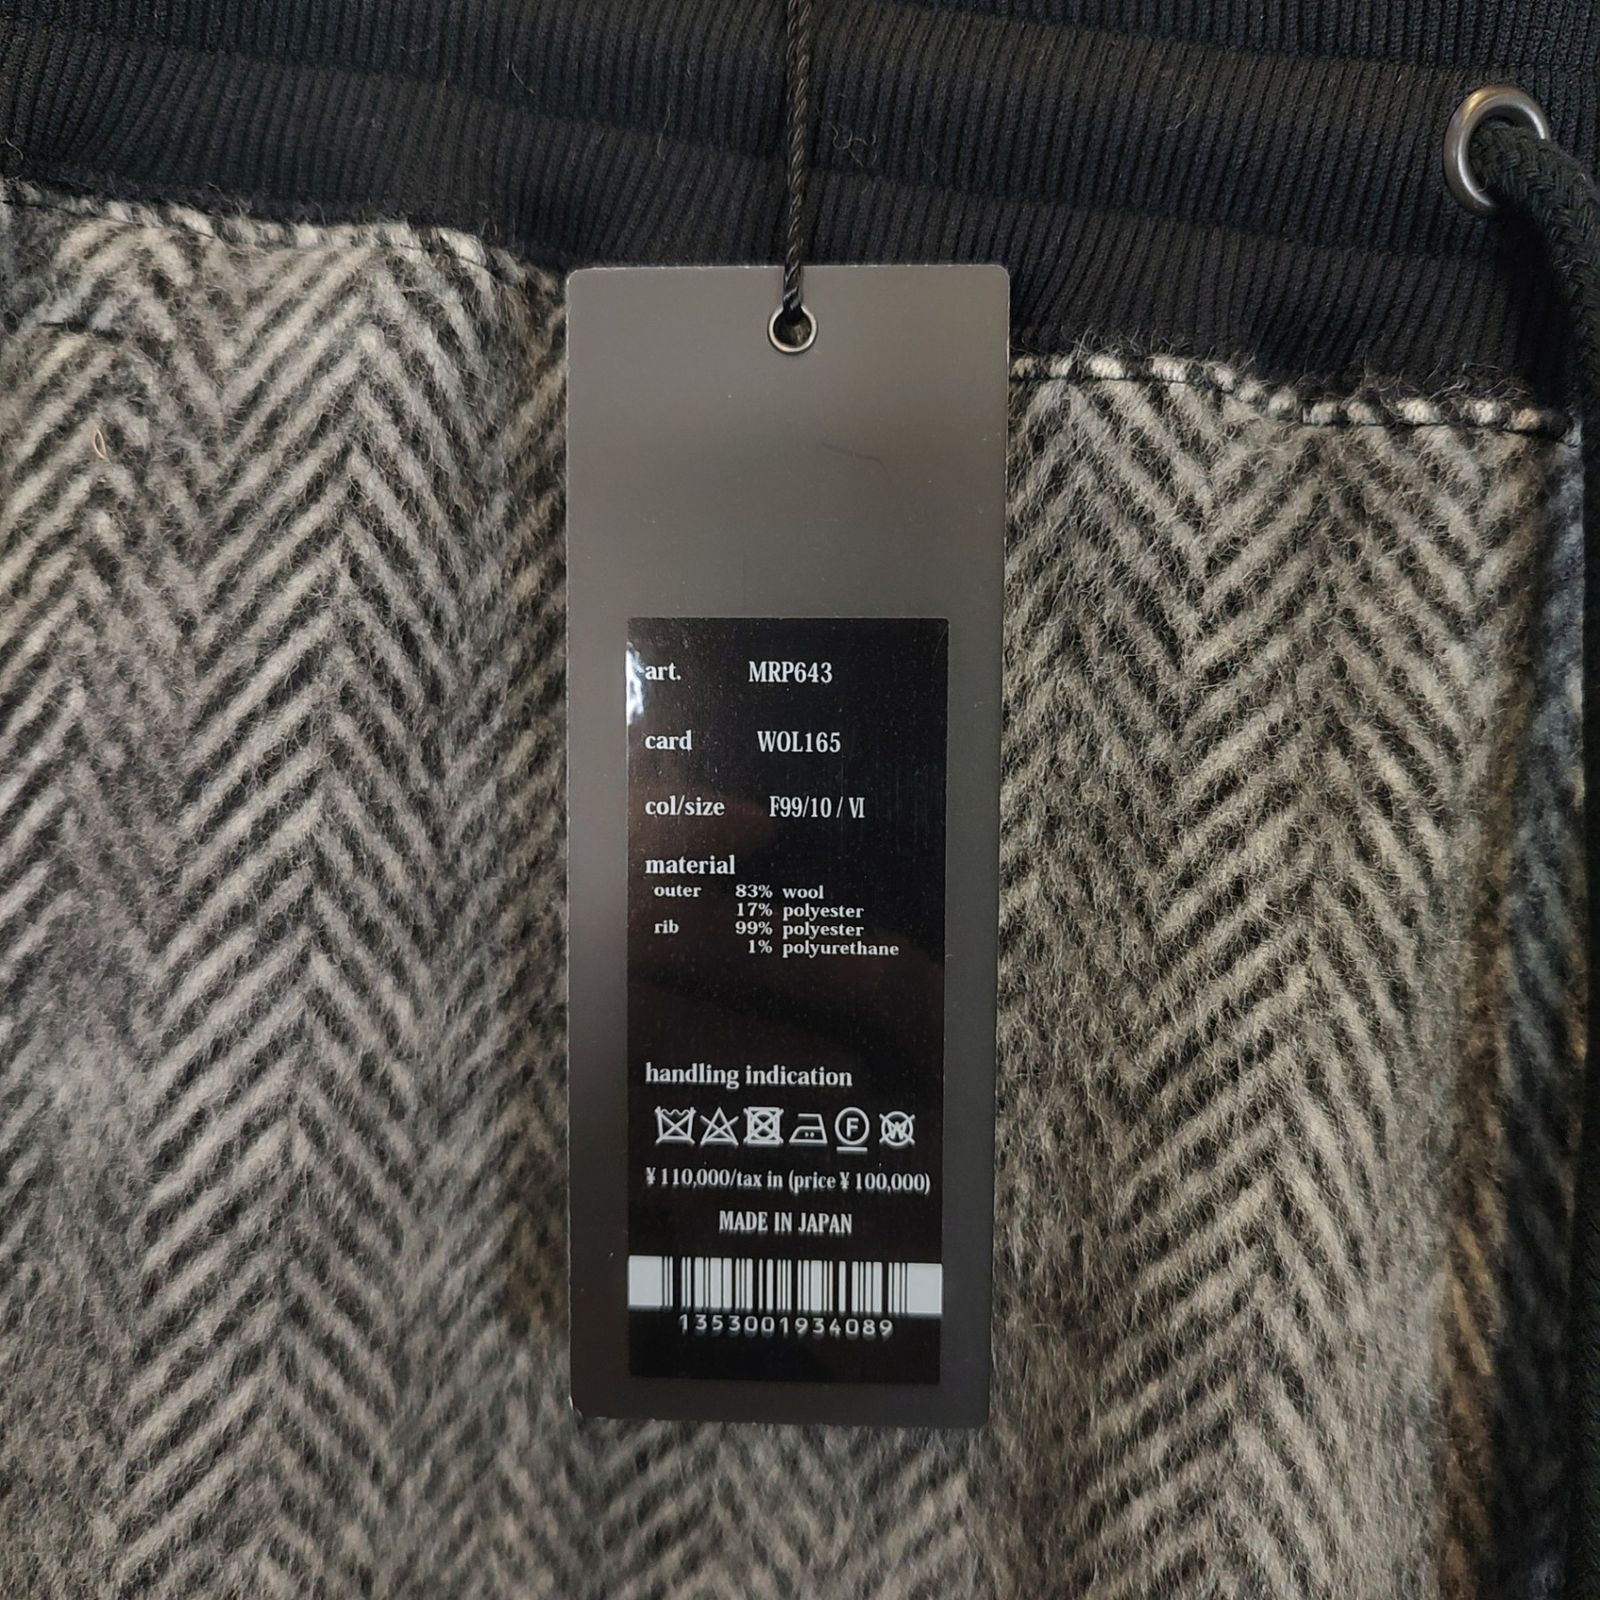 art. MRP643
card WOL165
col/size F99/10 / Ⅵ
material
outer 83% wool
17% polyester
rib 99% polyester
1% polyurethane
handling indication
F W
¥110,000/tax in (price ¥100,000)
MADE IN JAPAN
1353001934089